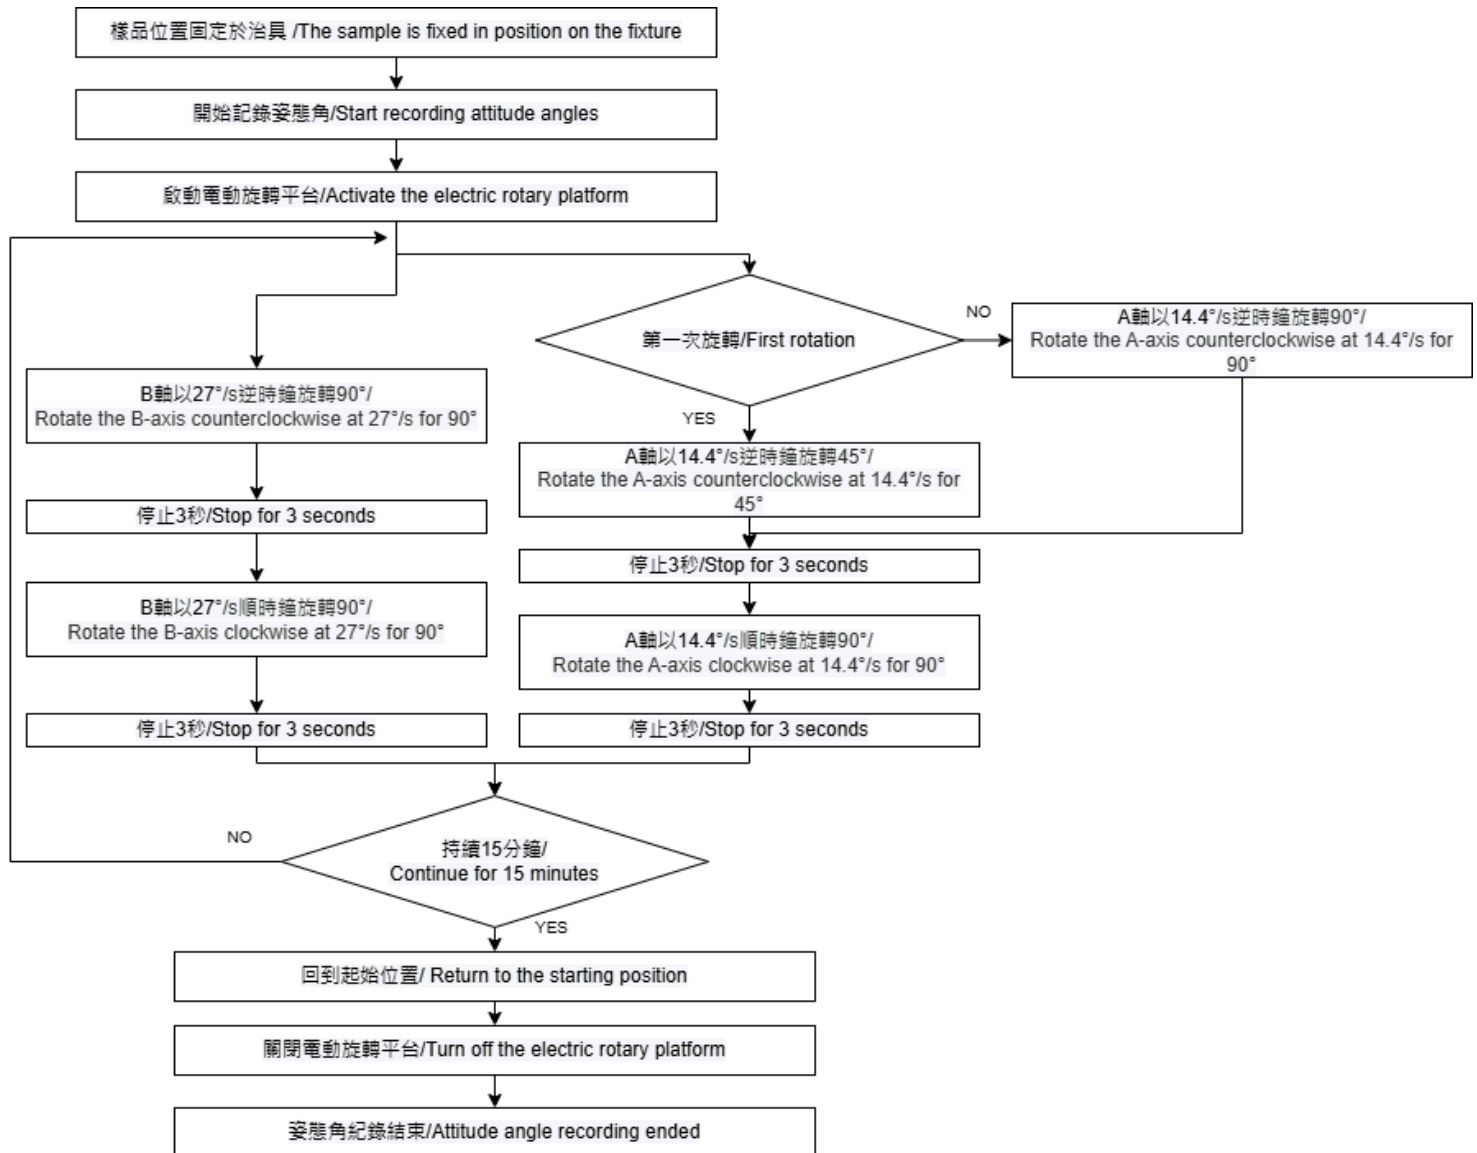 樣品位置固定於治具 /The sample is fixed in position on the fixture
開始記錄姿態角/Start recording attitude angles
啟動電動旋轉平台/Activate the electric rotary platform
第一次旋轉/First rotation
NO
A軸以14.4°/s逆時鐘旋轉90°/
Rotate the A-axis counterclockwise at 14.4°/s for
90°
YES
B軸以27°/s逆時鐘旋轉90°/
Rotate the B-axis counterclockwise at 27°/s for 90°
停止3秒/Stop for 3 seconds
B軸以27°/s順時鐘旋轉90°/
Rotate the B-axis clockwise at 27°/s for 90°
停止3秒/Stop for 3 seconds
A軸以14.4°/s逆時鐘旋轉45°/
Rotate the A-axis counterclockwise at 14.4°/s for
45°
停止3秒/Stop for 3 seconds
A軸以14.4°/s順時鐘旋轉90°/
Rotate the A-axis clockwise at 14.4°/s for 90°
停止3秒/Stop for 3 seconds
NO
持續15分鐘/
Continue for 15 minutes
YES
回到起始位置/ Return to the starting position
關閉電動旋轉平台/Turn off the electric rotary platform
姿態角紀錄結束/Attitude angle recording ended